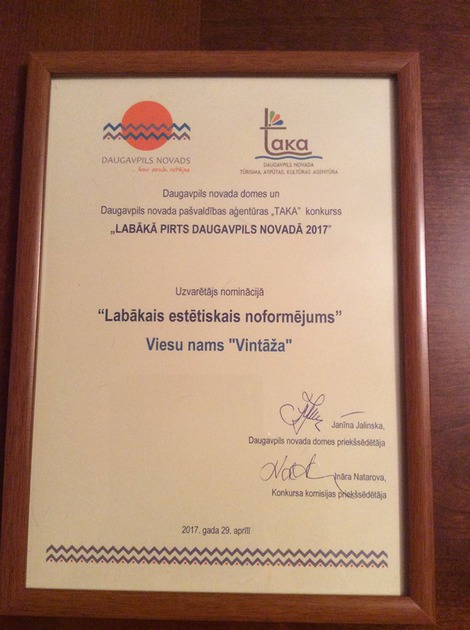 DAUGAVPILS NOVADS
taka
DAUGAVPILS NOVADA
TŪRISMA, ATPŪTAS, KULTŪRAS AĢENTŪRA
Daugavpils novada domes un
Daugavpils novada pašvaldības aģentūras „TAKA” konkurss
„LABĀKĀ PIRTS DAUGAVPILS NOVADĀ 2017”
Uzvarētājs nominācijā
“Labākais estētiskais noformējums”
Viesu nams "Vintāža"
Janīna Jalinska,
Daugavpils novada domes priekšsēdētāja
Ināra Natarova,
Konkursa komisijas priekšsēdētāja
2017. gada 29. aprīlī